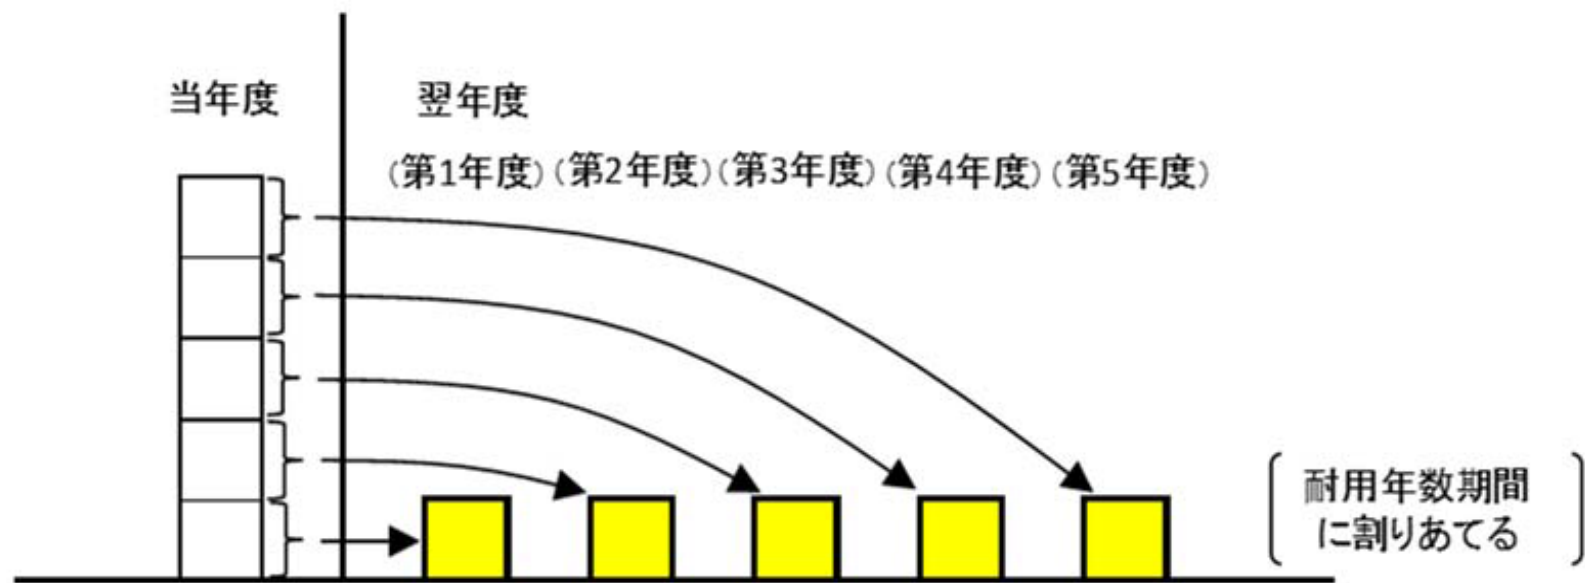 当年度
翌年度
(第1年度)(第2年度)(第3年度)(第4年度)(第5年度)
耐用年数期間
に割りあてる